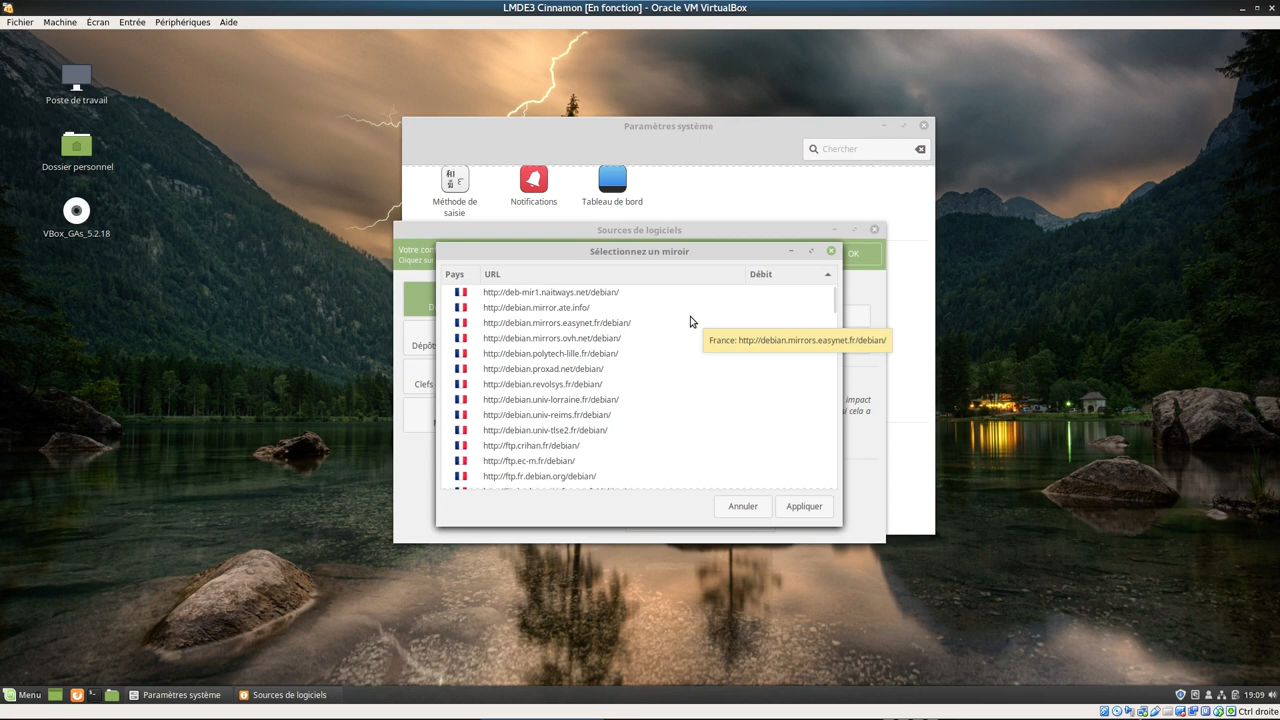 LMDE3 Cinnamon [En fonction] - Oracle VM VirtualBox
Fichier Machine Écran Entrée Périphériques Aide
Poste de travail
Dossier personnel
VBox_GAs_5.2.18
Paramètres système
Chercher
Méthode de saisie
Notifications
Tableau de bord
Sources de logiciels
Votre
Cliquez
OK
Sélectionnez un miroir
Pays URL Débit
http://deb-mir1.naitways.net/debian/
http://debian.mirror.ate.info/
http://debian.mirrors.easynet.fr/debian/
http://debian.mirrors.ovh.net/debian/
http://debian.polytech-lille.fr/debian/
http://debian.proxad.net/debian/
http://debian.revolsys.fr/debian/
http://debian.univ-lorraine.fr/debian/
http://debian.univ-reims.fr/debian/
http://debian.univ-tlse2.fr/debian/
http://ftp.crihan.fr/debian/
http://ftp.ec-m.fr/debian/
http://ftp.fr.debian.org/debian/
France: http://debian.mirrors.easynet.fr/debian/
Dépôt
Clefs
impact
si cela a
Annuler Appliquer
Menu Paramètres système Sources de logiciels 19:09
Ctrl droite